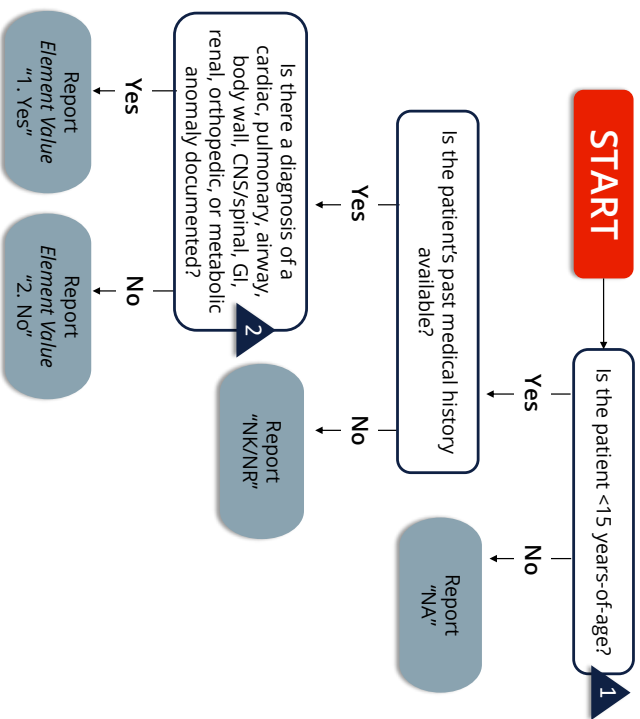 START
Is the patient <15 years-of-age?
1
Yes
No
Is the patient's past medical history
available?
Report
"NA"
Yes
No
Is there a diagnosis of a
cardiac, pulmonary, airway,
body wall, CNS/spinal, GI,
renal, orthopedic, or metabolic
anomaly documented?
2
Report
"NK/NR"
Yes
No
Report
Element Value
"1. Yes"
Report
Element Value
"2. No"